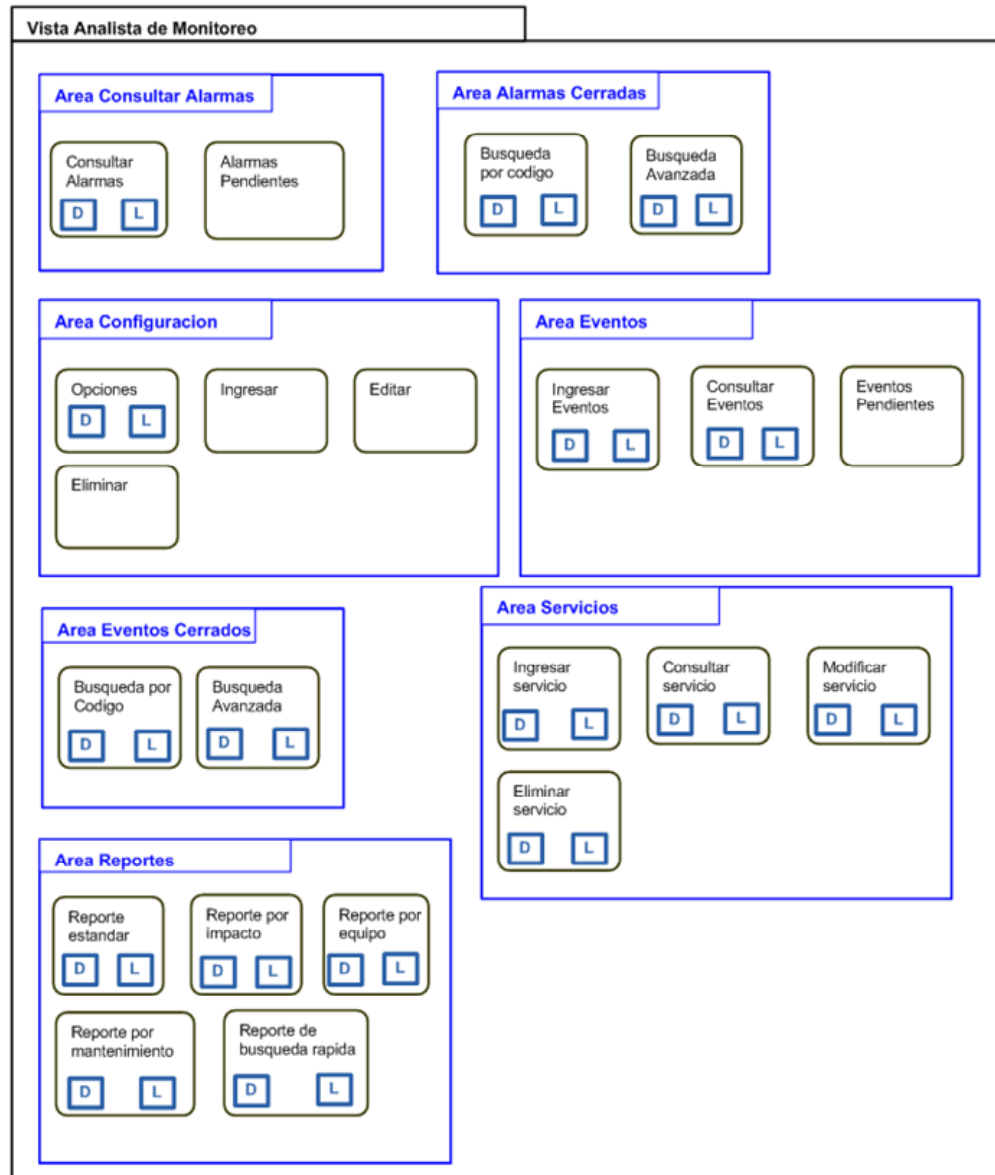 Vista Analista de Monitoreo
Area Consultar Alarmas
Consultar
Alarmas
D L
Alarmas
Pendientes
Area Alarmas Cerradas
Busqueda
por codigo
D L
Busqueda
Avanzada
D L
Area Configuracion
Opciones
D L
Ingresar
Editar
Eliminar
Area Eventos
Ingresar
Eventos
D L
Consultar
Eventos
D L
Eventos
Pendientes
Area Eventos Cerrados
Busqueda por
Codigo
D L
Busqueda
Avanzada
D L
Area Servicios
Ingresar
servicio
D L
Consultar
servicio
D L
Modificar
servicio
D L
Eliminar
servicio
D L
Area Reportes
Reporte
estandar
D L
Reporte por
impacto
D L
Reporte por
equipo
D L
Reporte por
mantenimiento
D L
Reporte de
busqueda rapida
D L